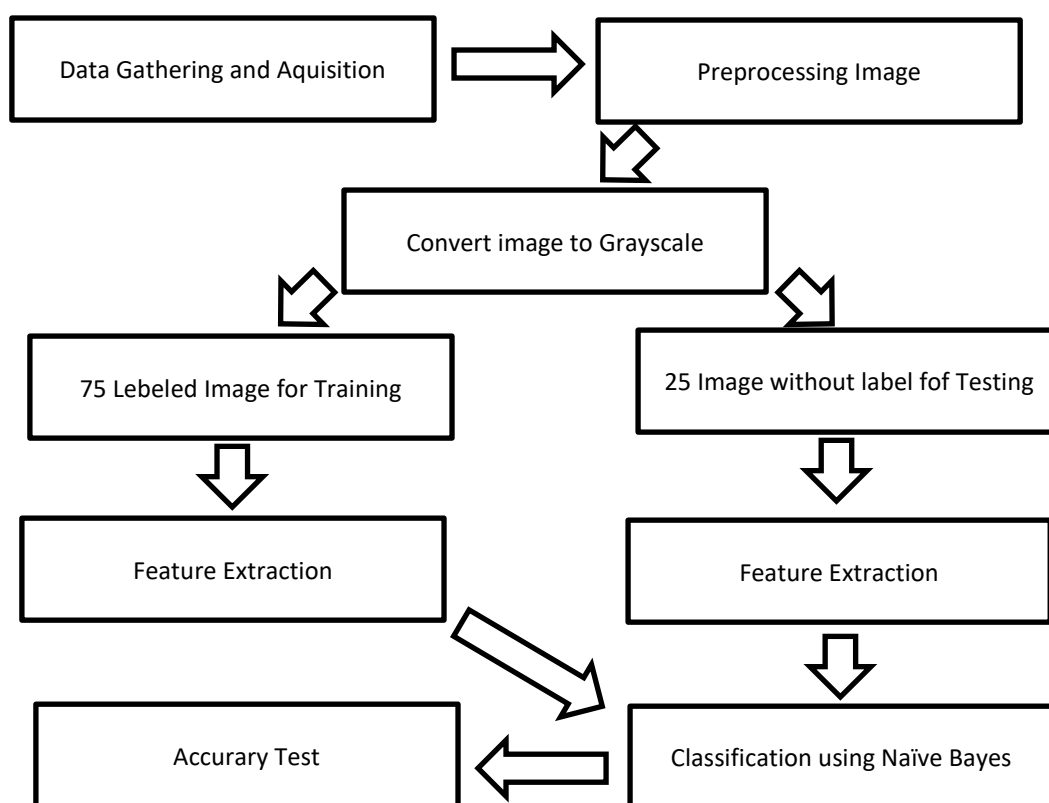 Data Gathering and Aquisition
Preprocessing Image
Convert image to Grayscale
75 Lebeled Image for Training
25 Image without label fof Testing
Feature Extraction
Feature Extraction
Accurary Test
Classification using Naïve Bayes